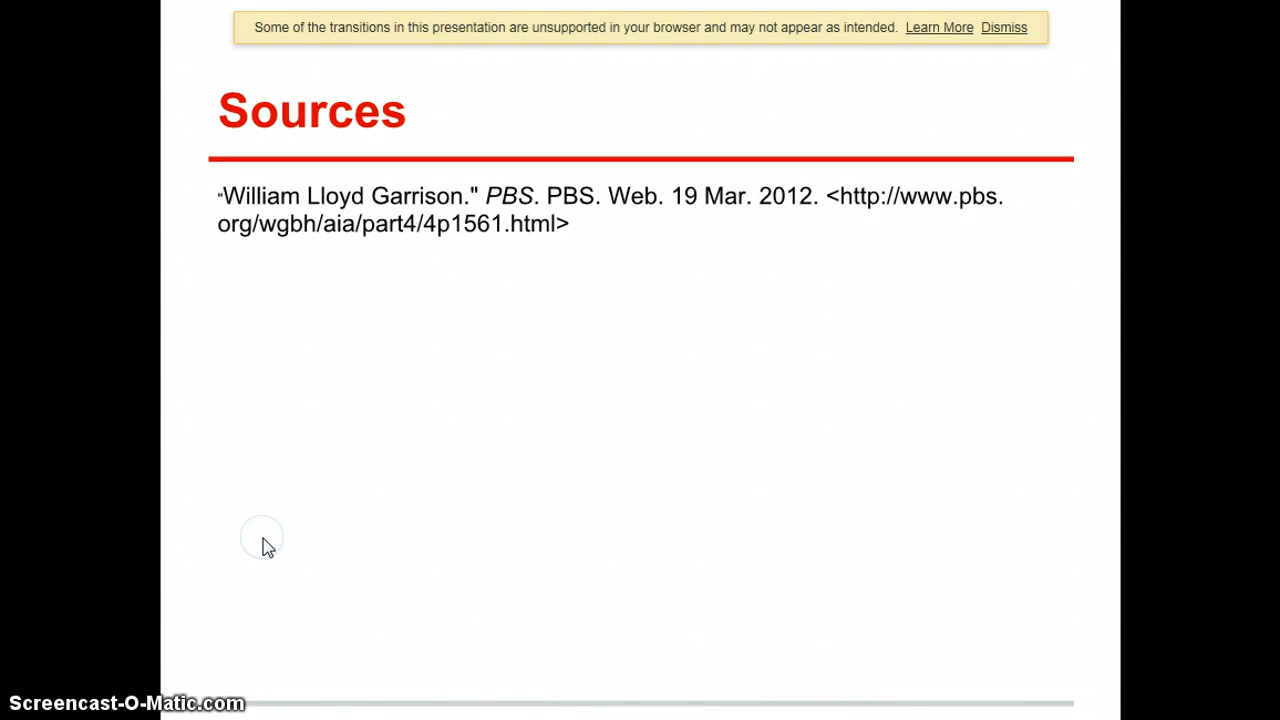 Some of the transitions in this presentation are unsupported in your browser and may not appear as intended. Learn More Dismiss
Sources
"William Lloyd Garrison." PBS. PBS. Web. 19 Mar. 2012. <http://www.pbs.
org/wgbh/aia/part4/4p1561.html>
Screencast-O-Matic.com